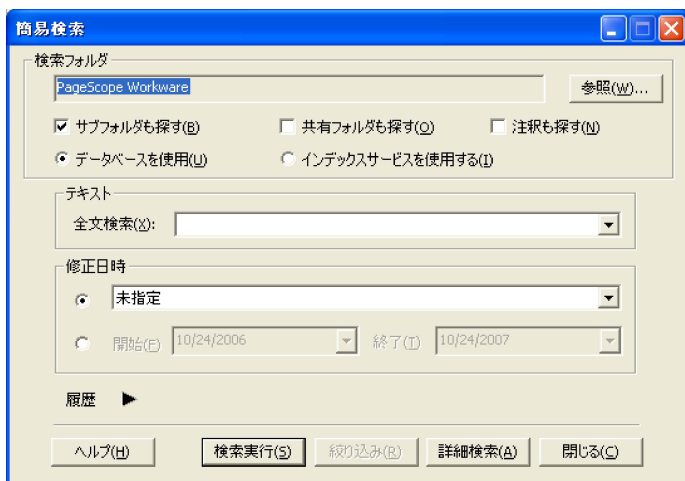 簡易検索
検索フォルダ
PageScope Workware
参照(W)...
サブフォルダも探す(B) 共有フォルダも探す(O) 注釈も探す(N)
データベースを使用(U) インデックスサービスを使用する(I)
テキスト
全文検索(X):
修正日時
未指定
開始(F) 10/24/2006 終了(T) 10/24/2007
履歴
ヘルプ(H) 検索実行(S) 絞り込み(R) 詳細検索(A) 閉じる(C)